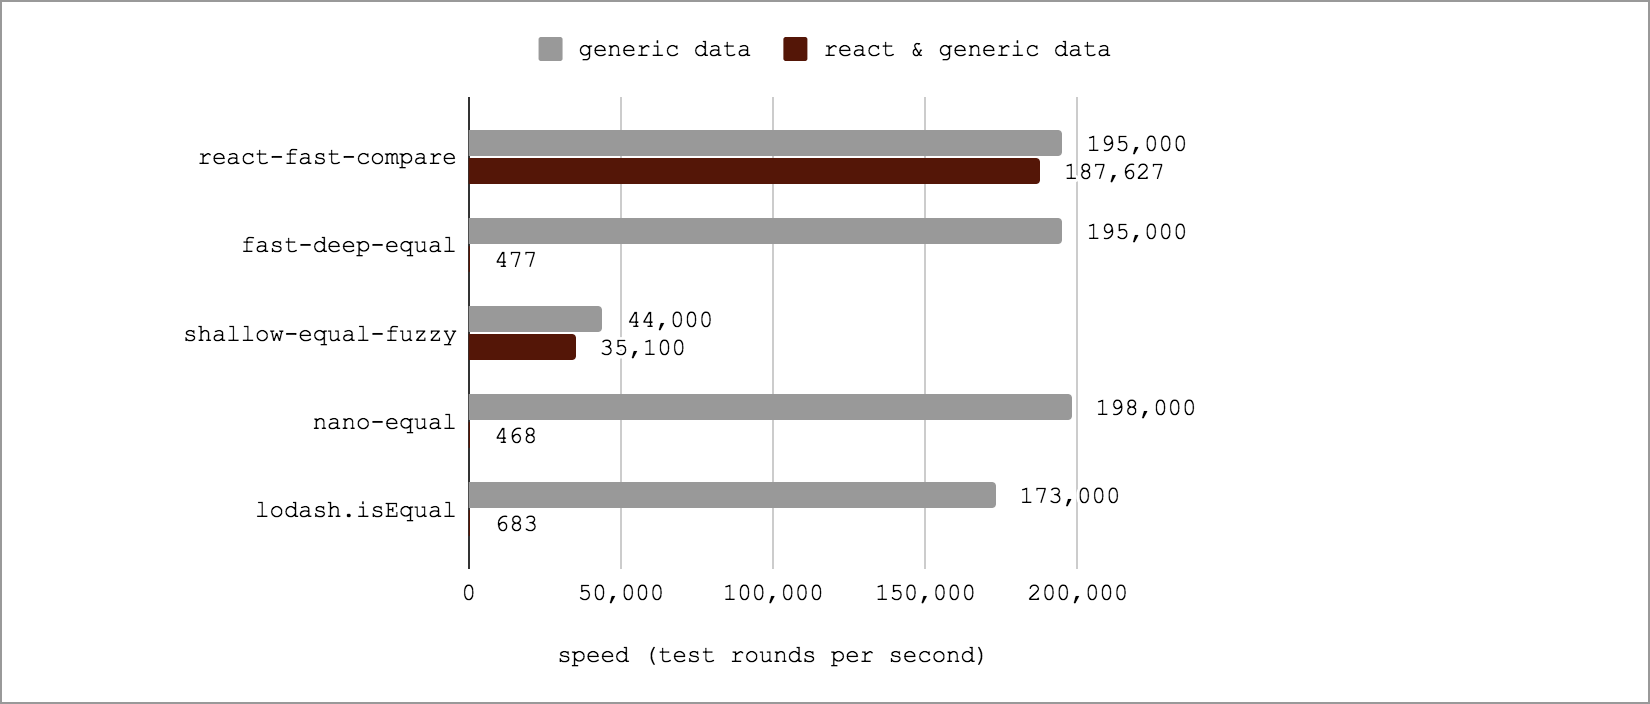 generic data
react & generic data
react-fast-compare
195,000
187,627
fast-deep-equal
195,000
477
shallow-equal-fuzzy
44,000
35,100
nano-equal
198,000
468
lodash.isEqual
173,000
683
0
50,000
100,000
150,000
200,000
speed (test rounds per second)